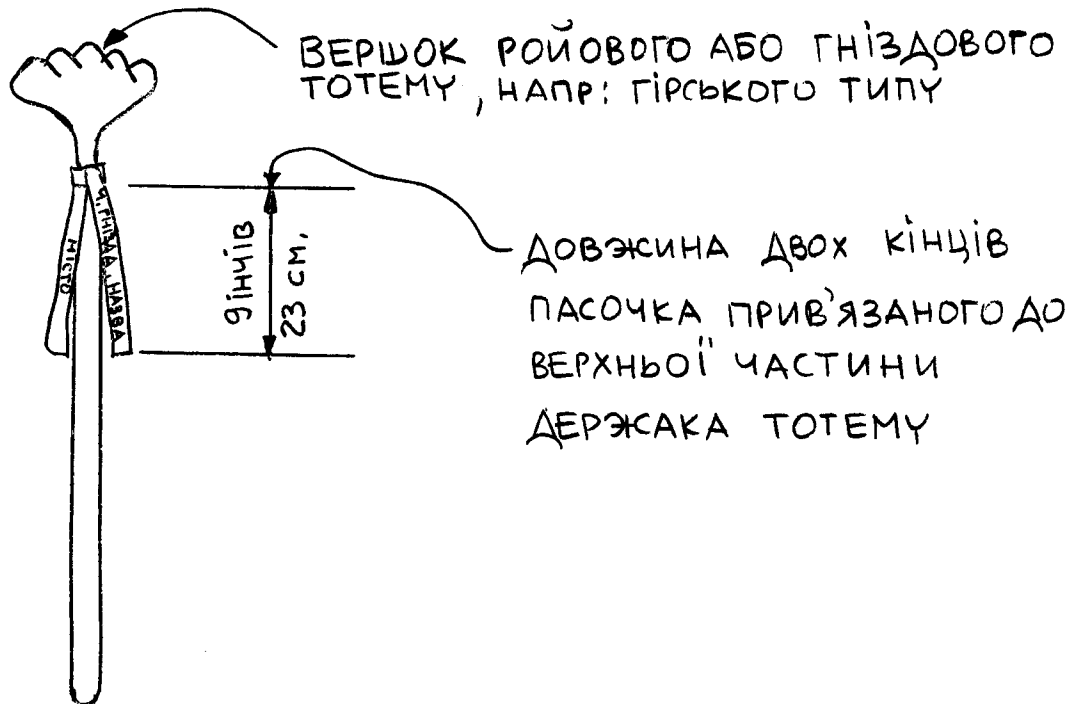 ВЕРШОК РОЙОВОГО АБО ГНІЗДОВОГО
ТОТЕМУ, НАПР: ГІРСЬКОГО ТИПУ
9 ІНЧІВ
23 СМ.
МІСТО
Ч. ГНІЗДА, НАЗВА
ДОВЖИНА ДВОХ КІНЦІВ
ПАСОЧКА ПРИВ'ЯЗАНОГО ДО
ВЕРХНЬОЇ ЧАСТИНИ
ДЕРЖАКА ТОТЕМУ